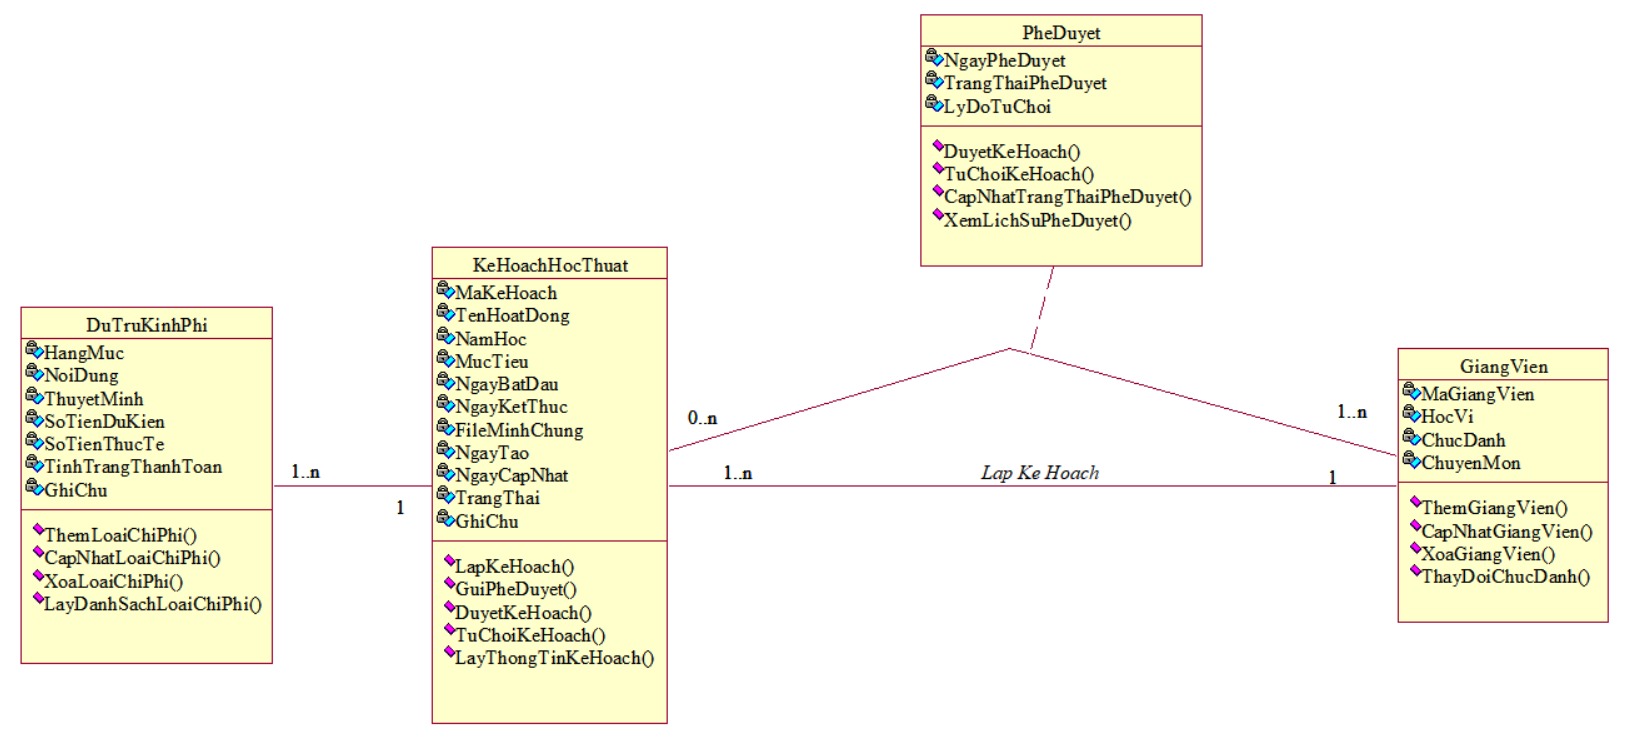 PheDuyet
NgayPheDuyet
TrangThaiPheDuyet
LyDoTuChoi
DuyetKeHoach()
TuChoiKeHoach()
CapNhatTrangThaiPheDuyet()
XemLichSuPheDuyet()
KeHoachHocThuat
MaKeHoach
TenHoatDong
NamHoc
MucTieu
NgayBatDau
NgayKetThuc
FileMinhChung
NgayTao
NgayCapNhat
TrangThai
GhiChu
LapKeHoach()
GuiPheDuyet()
DuyetKeHoach()
TuChoiKeHoach()
LayThongTinKeHoach()
DuTruKinhPhi
HangMuc
NoiDung
ThuyetMinh
SoTienDuKien
SoTienThucTe
TinhTrangThanhToan
GhiChu
ThemLoaiChiPhi()
CapNhatLoaiChiPhi()
XoaLoaiChiPhi()
LayDanhSachLoaiChiPhi()
1..n
1
0..n
1..n
1..n
Lap Ke Hoach
1
GiangVien
MaGiangVien
HocVi
ChucDanh
ChuyenMon
ThemGiangVien()
CapNhatGiangVien()
XoaGiangVien()
ThayDoiChucDanh()